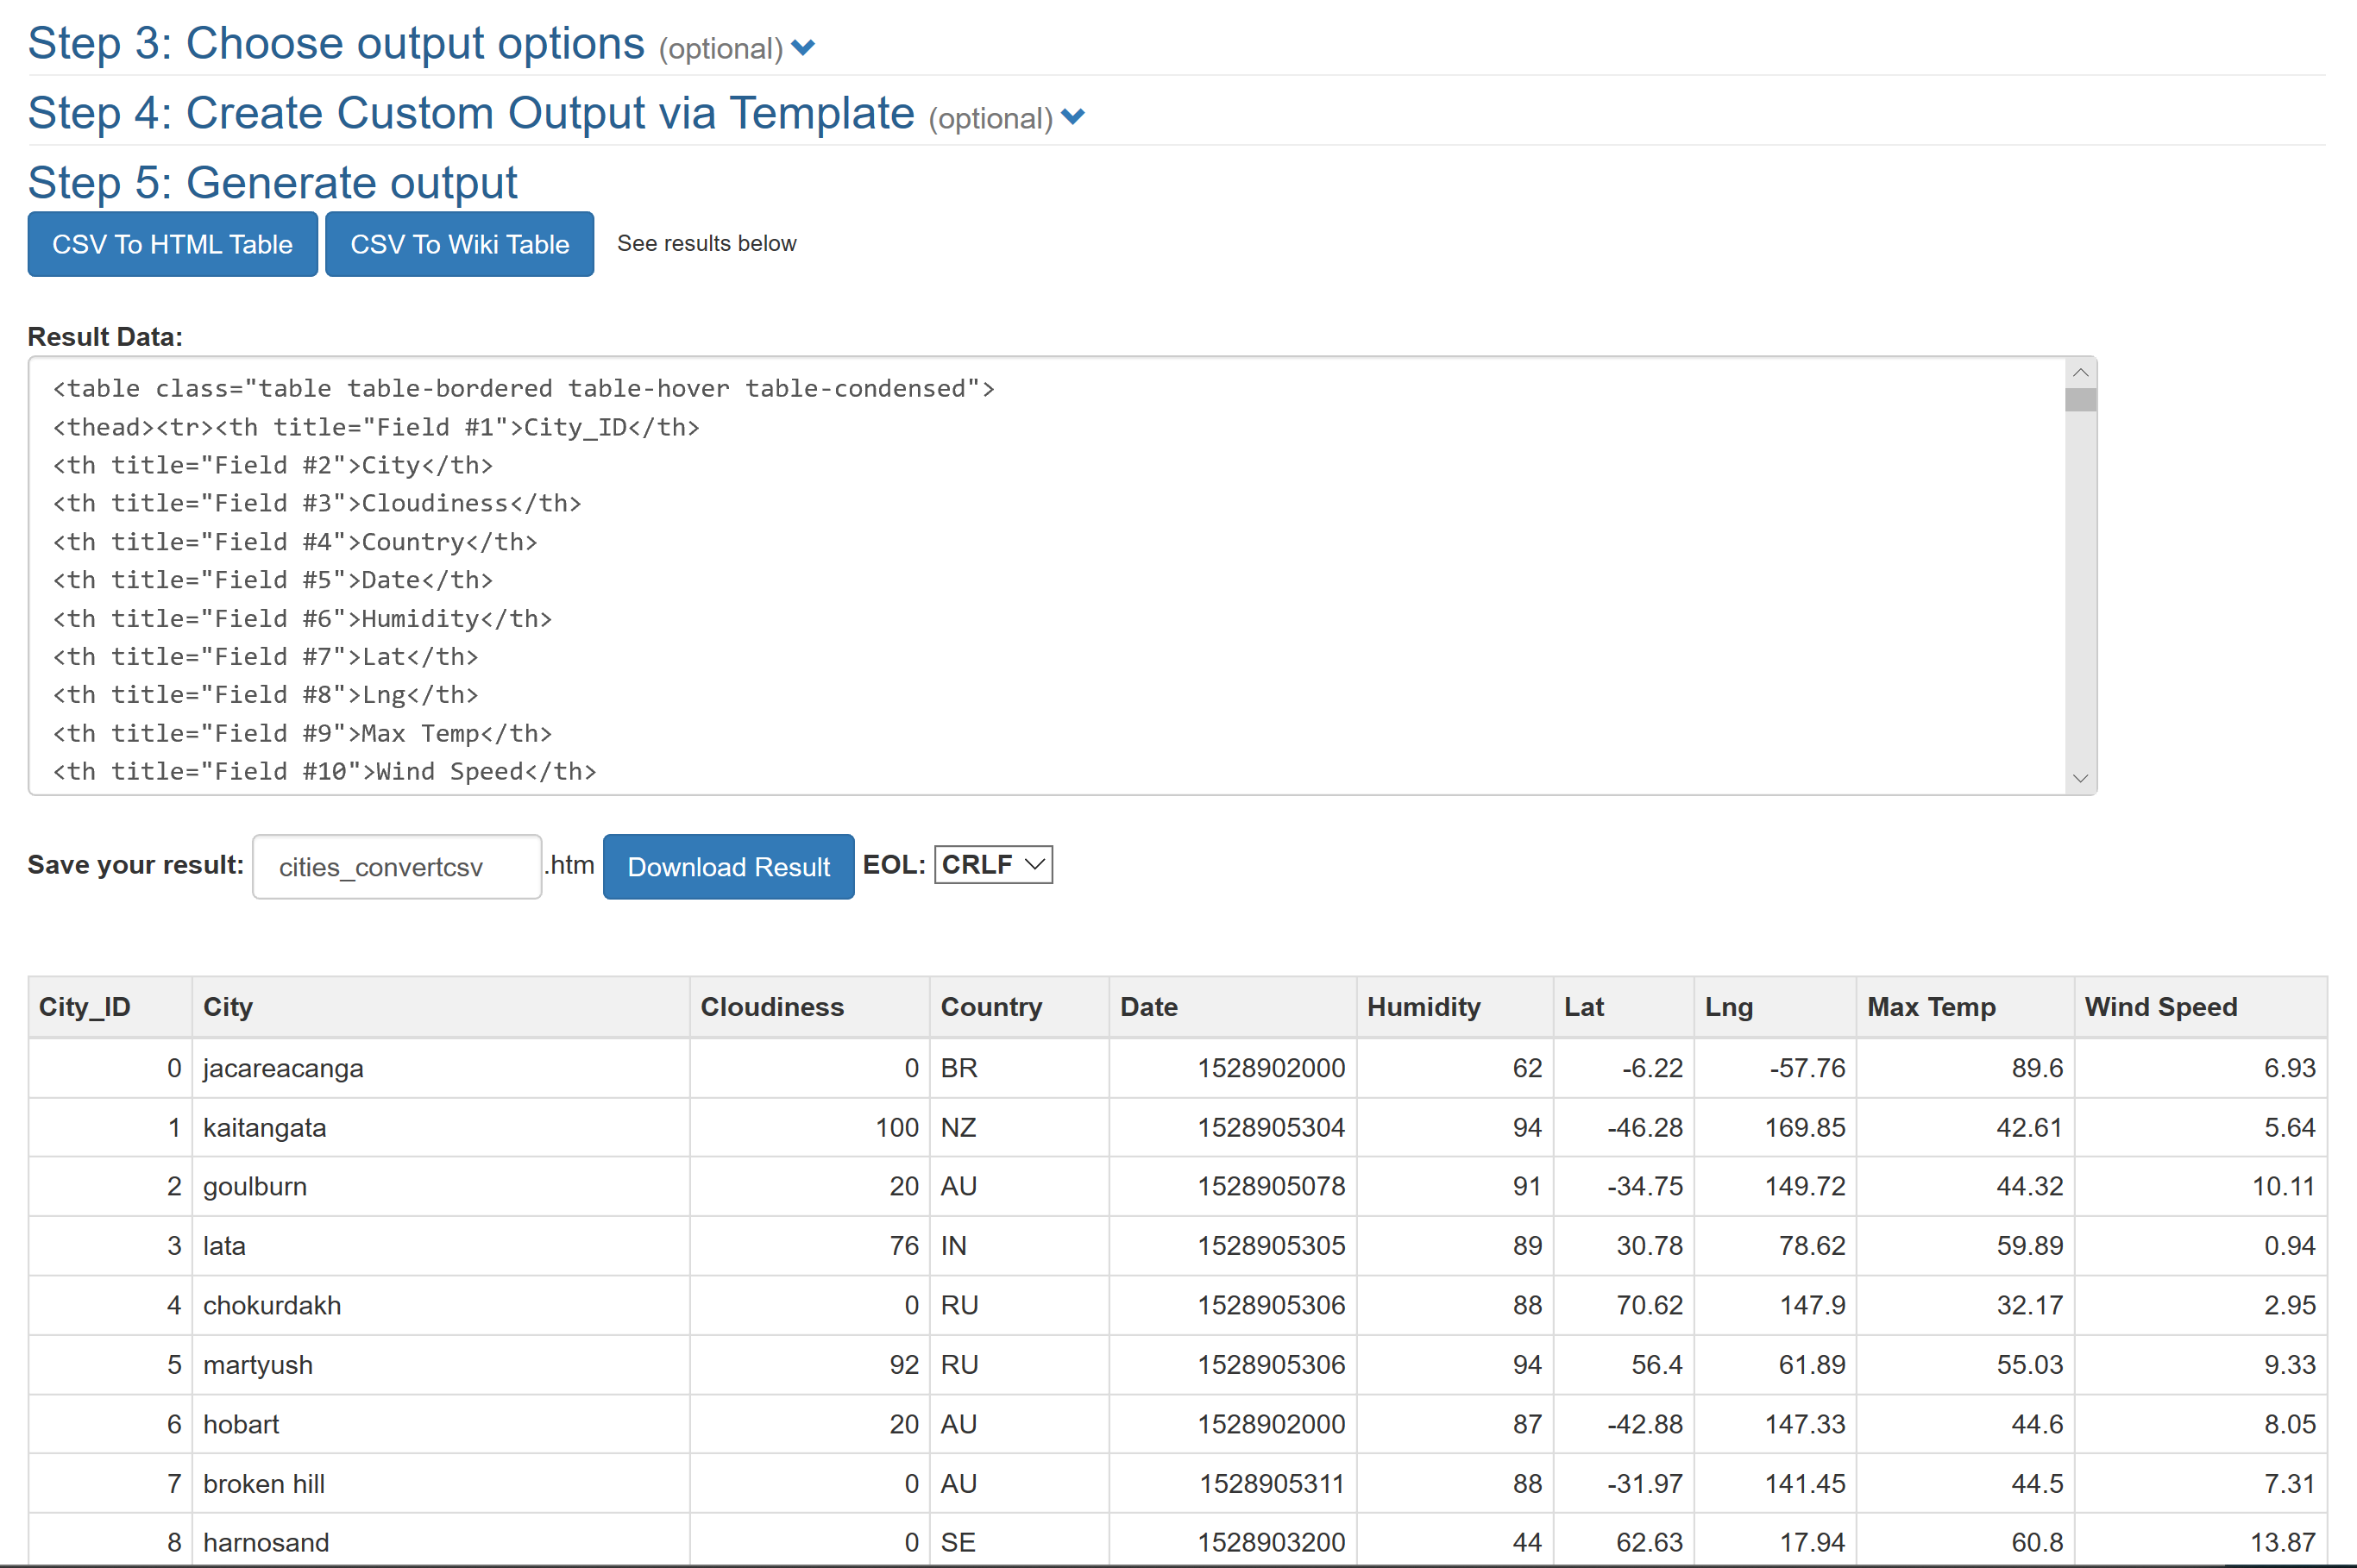 Step 3: Choose output options (optional)
Step 4: Create Custom Output via Template (optional)
Step 5: Generate output
CSV To HTML Table CSV To Wiki Table See results below
Result Data:
<table class="table table-bordered table-hover table-condensed">
<thead><tr><th title="Field #1">City_ID</th>
<th title="Field #2">City</th>
<th title="Field #3">Cloudiness</th>
<th title="Field #4">Country</th>
<th title="Field #5">Date</th>
<th title="Field #6">Humidity</th>
<th title="Field #7">Lat</th>
<th title="Field #8">Lng</th>
<th title="Field #9">Max Temp</th>
<th title="Field #10">Wind Speed</th>
Save your result: cities_convertcsv .htm Download Result EOL: CRLF
City_ID City Cloudiness Country Date Humidity Lat Lng Max Temp Wind Speed
0 jacareacanga 0 BR 1528902000 62 -6.22 -57.76 89.6 6.93
1 kaitangata 100 NZ 1528905304 94 -46.28 169.85 42.61 5.64
2 goulburn 20 AU 1528905078 91 -34.75 149.72 44.32 10.11
3 lata 76 IN 1528905305 89 30.78 78.62 59.89 0.94
4 chokurdakh 0 RU 1528905306 88 70.62 147.9 32.17 2.95
5 martyush 92 RU 1528905306 94 56.4 61.89 55.03 9.33
6 hobart 20 AU 1528902000 87 -42.88 147.33 44.6 8.05
7 broken hill 0 AU 1528905311 88 -31.97 141.45 44.5 7.31
8 harnosand 0 SE 1528903200 44 62.63 17.94 60.8 13.87